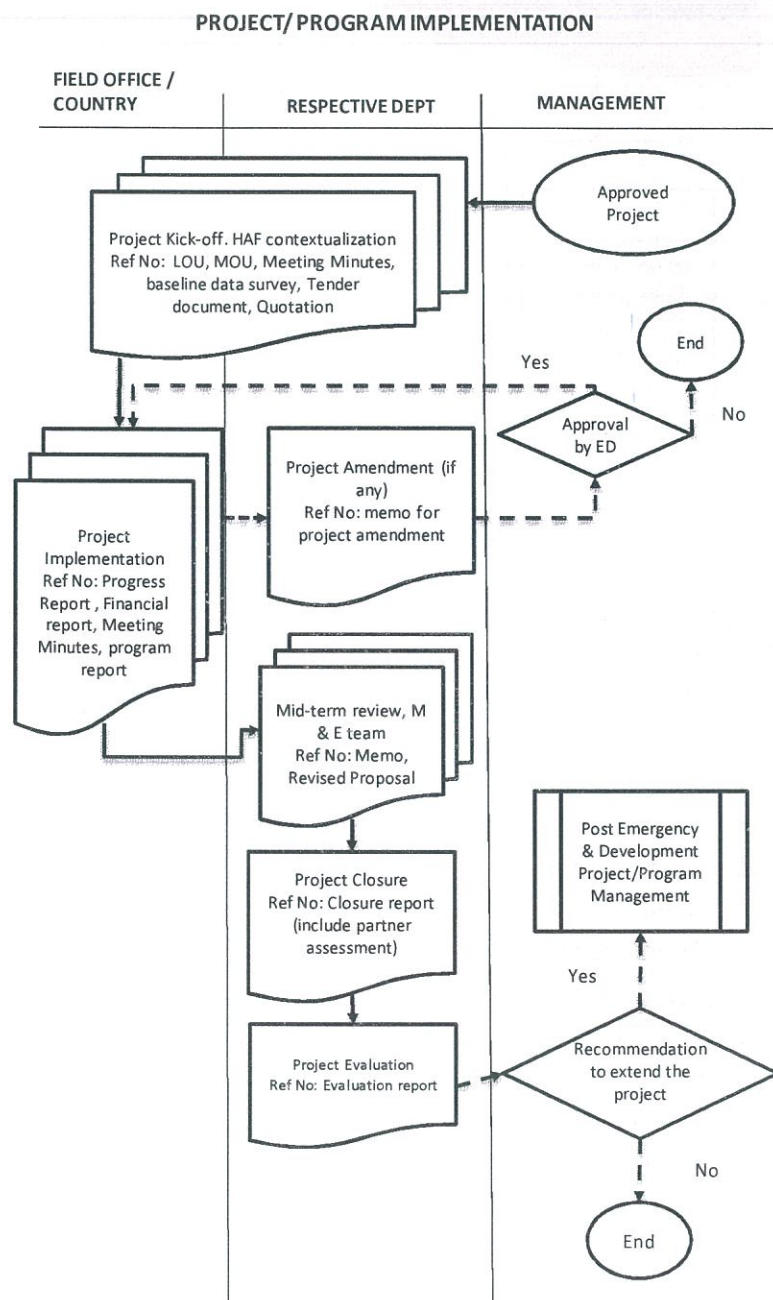 PROJECT/ PROGRAM IMPLEMENTATION
FIELD OFFICE /
COUNTRY
RESPECTIVE DEPT
MANAGEMENT
Approved
Project
Project Kick-off. HAF contextualization
Ref No: LOU, MOU, Meeting Minutes,
baseline data survey, Tender
document, Quotation
End
Yes
No
Approval
by ED
Project Amendment (if
any)
Ref No: memo for
project amendment
Project
Implementation
Ref No: Progress
Report , Financial
report, Meeting
Minutes, program
report
Mid-term review, M
& E team
Ref No: Memo,
Revised Proposal
Project Closure
Ref No: Closure report
(include partner
assessment)
Post Emergency
& Development
Project/Program
Management
Yes
Project Evaluation
Ref No: Evaluation report
Recommendation
to extend the
project
No
End